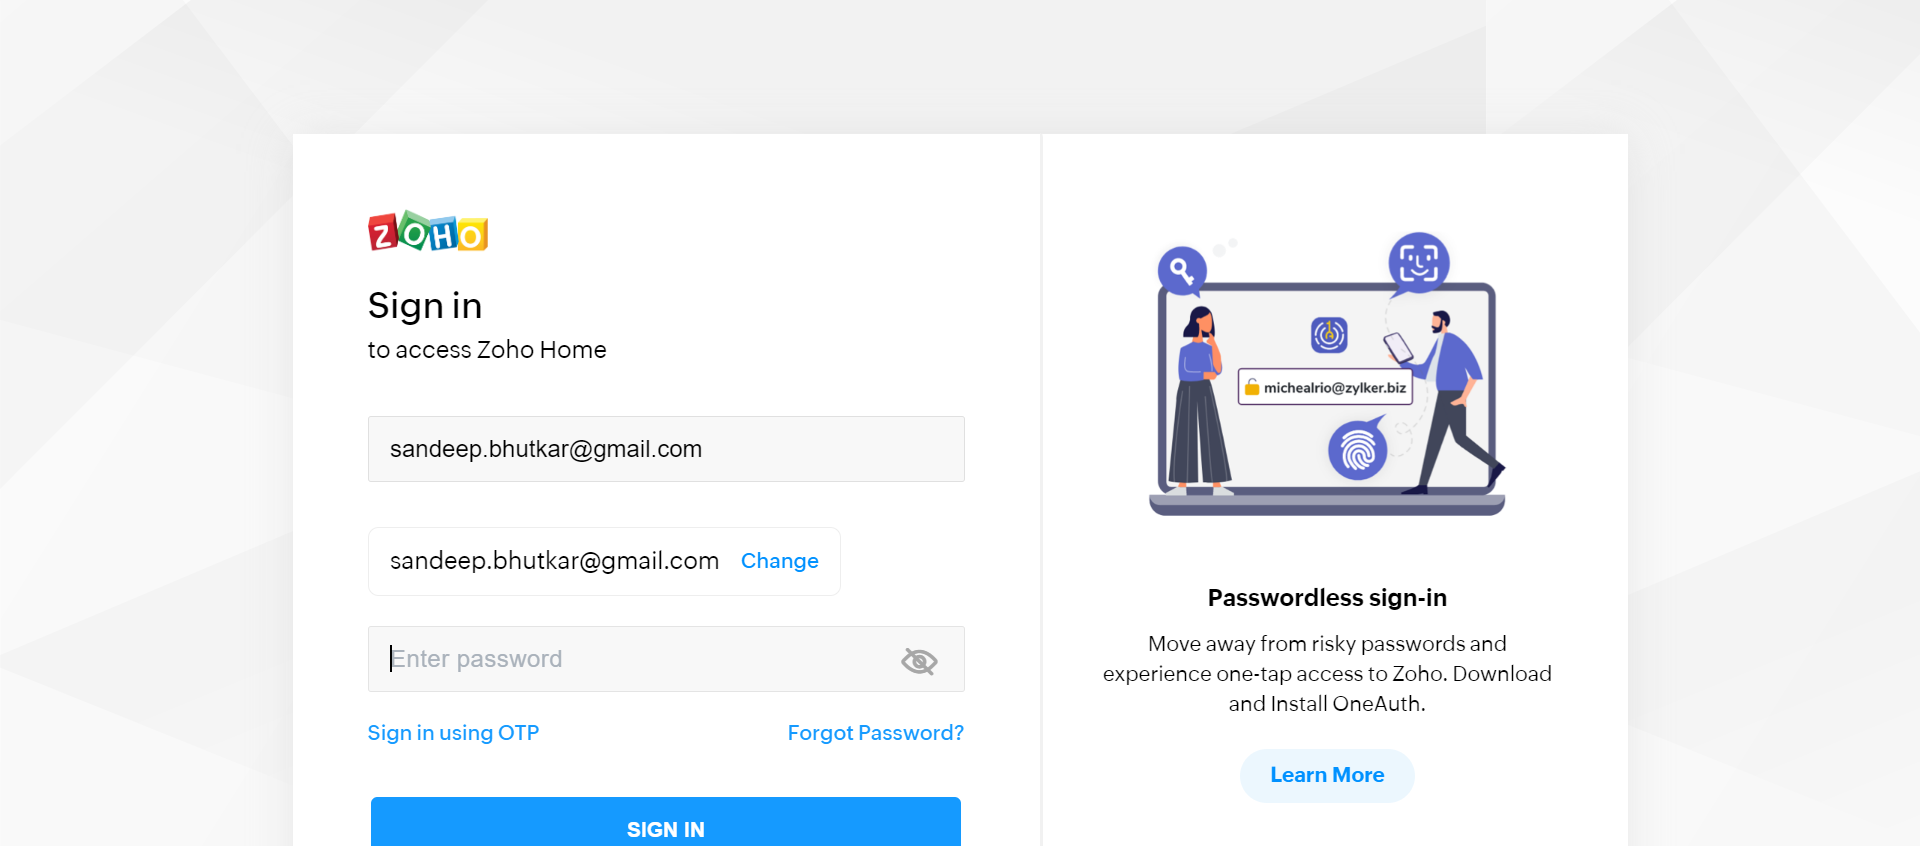 ZOHO
Sign in
to access Zoho Home
sandeep.bhutkar@gmail.com
sandeep.bhutkar@gmail.com Change
Enter password
Sign in using OTP
Forgot Password?
SIGN IN
michealrio@zylker.biz
Passwordless sign-in
Move away from risky passwords and
experience one-tap access to Zoho. Download
and Install OneAuth.
Learn More